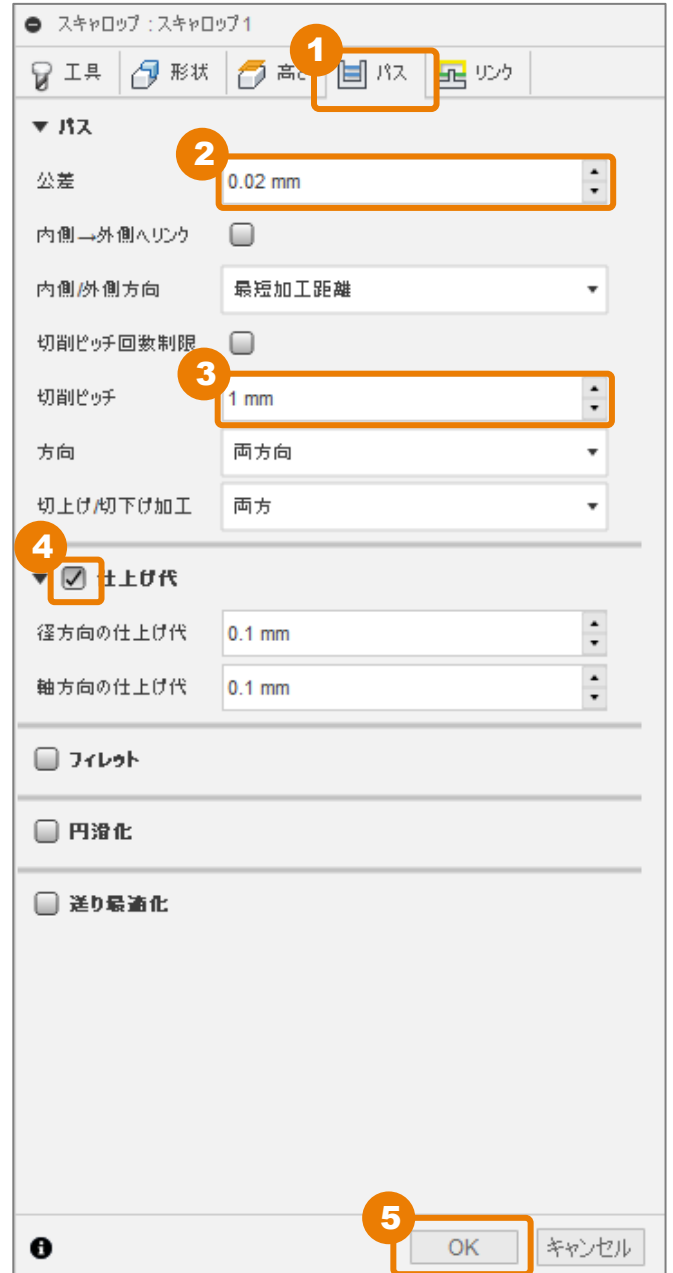 スキャロップ : スキャロップ1
1
工具 形状 高さ パス リンク
パス
2
公差 0.02 mm
内側→外側へリンク
内側/外側方向 最短加工距離
切削ピッチ回数制限
3
切削ピッチ 1 mm
方向 両方向
切上げ/切下げ加工 両方
4
仕上げ代
径方向の仕上げ代 0.1 mm
軸方向の仕上げ代 0.1 mm
フィレット
円滑化
送り最適化
5
OK キャンセル